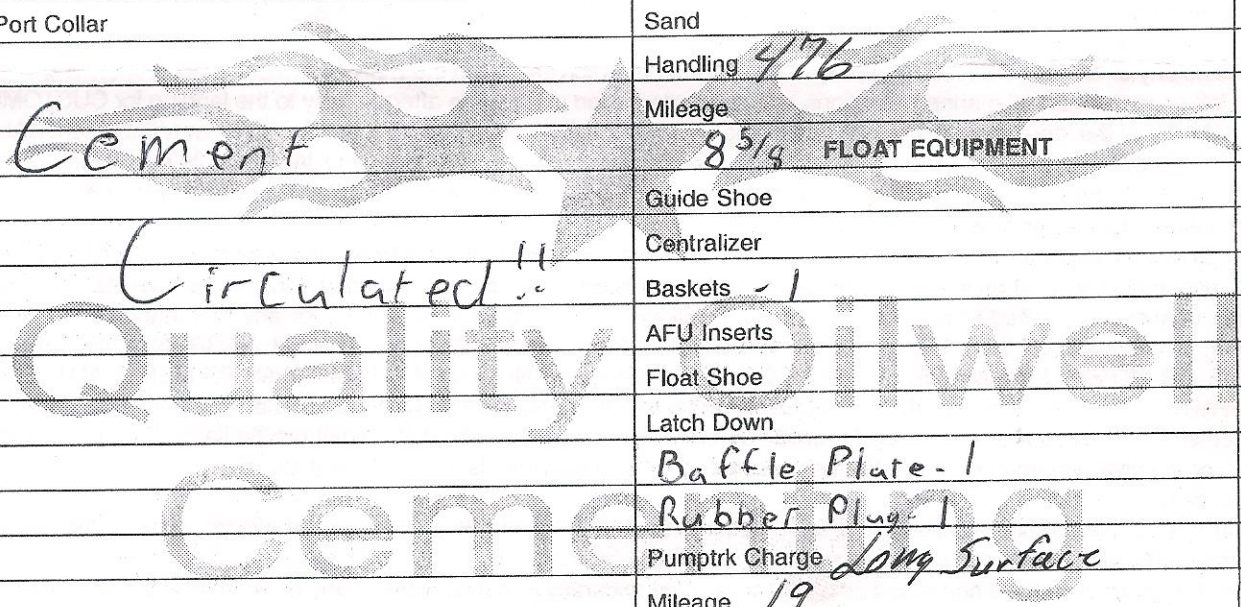 Port Collar
Cement
Circulated!!
Sand
Handling 476
Mileage
8 5/8 FLOAT EQUIPMENT
Guide Shoe
Centralizer
Baskets - 1
AFU Inserts
Float Shoe
Latch Down
Baffle Plate - 1
Rubber Plug - 1
Pumptrk Charge Long Surface
Mileage 19
Quality Oilwell
Cementing